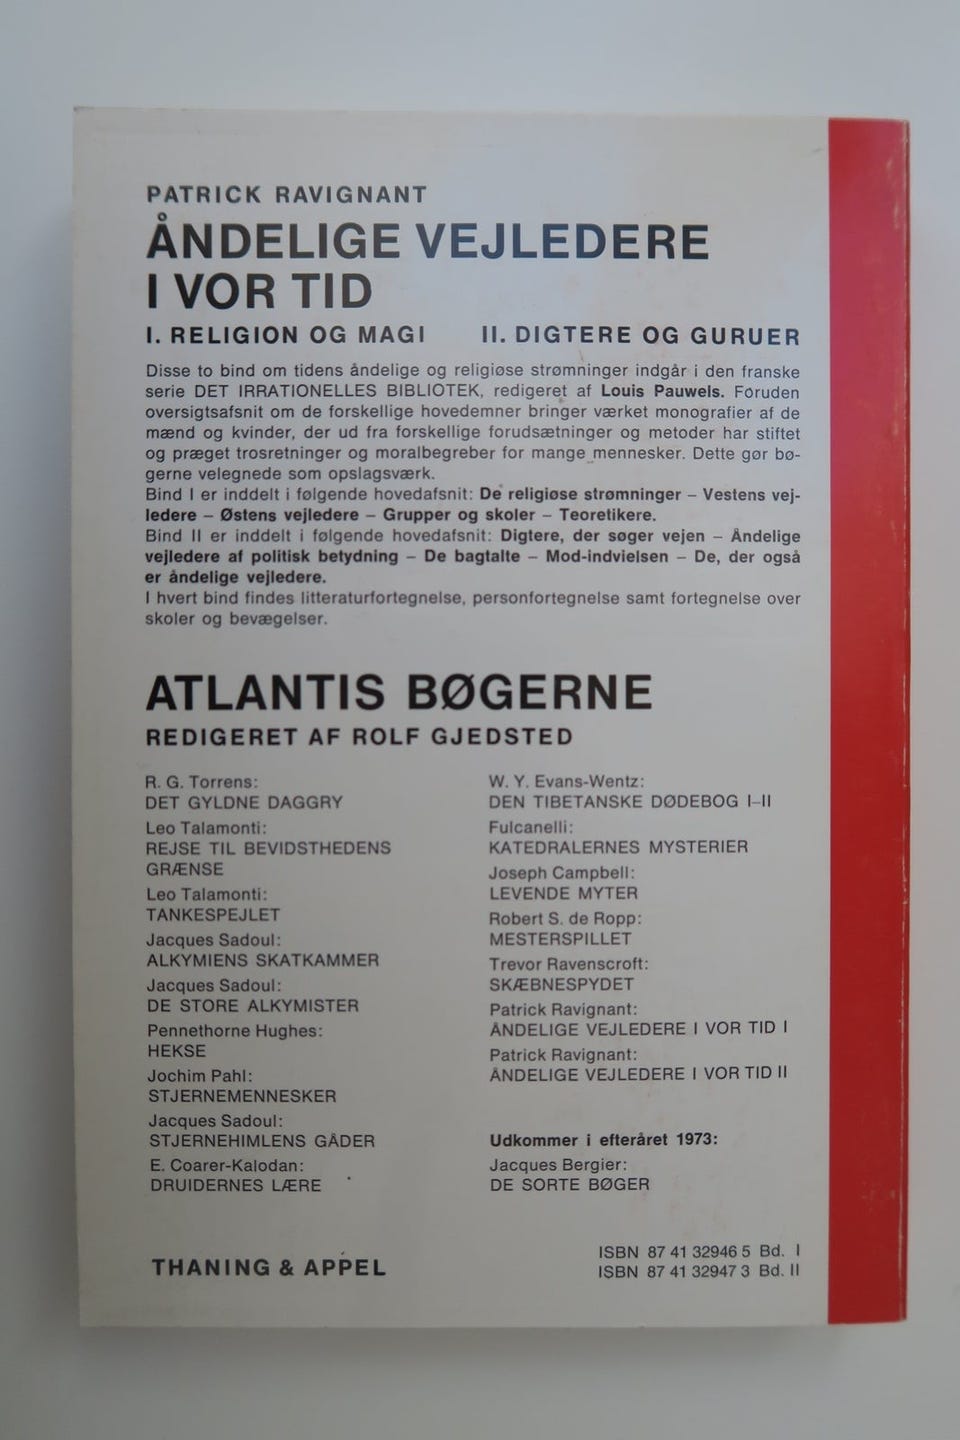 PATRICK RAVIGNANT
ÅNDELIGE VEJLEDERE
I VOR TID
I. RELIGION OG MAGI II. DIGTERE OG GURUER
Disse to bind om tidens åndelige og religiøse strømninger indgår i den franske
serie DET IRRATIONELLES BIBLIOTEK, redigeret af Louis Pauwels. Foruden
oversigtsafsnit om de forskellige hovedemner bringer værket monografier af de
mænd og kvinder, der ud fra forskellige forudsætninger og metoder har stiftet
og præget trosretninger og moralbegreber for mange mennesker. Dette gør bø-
gerne velegnede som opslagsværk.
Bind I er inddelt i følgende hovedafsnit: De religiøse strømninger – Vestens vej-
ledere – Østens vejledere – Grupper og skoler – Teoretikere.
Bind II er inddelt i følgende hovedafsnit: Digtere, der søger vejen – Åndelige
vejledere af politisk betydning – De bagtalte – Mod-indvielsen – De, der også
er åndelige vejledere.
I hvert bind findes litteraturfortegnelse, personfortegnelse samt fortegnelse over
skoler og bevægelser.
ATLANTIS BØGERNE
REDIGERET AF ROLF GJEDSTED
R. G. Torrens:
DET GYLDNE DAGGRY
Leo Talamonti:
REJSE TIL BEVIDSTHEDENS
GRÆNSE
Leo Talamonti:
TANKESPEJLET
Jacques Sadoul:
ALKYMIENS SKATKAMMER
Jacques Sadoul:
DE STORE ALKYMISTER
Pennethorne Hughes:
HEKSE
Jochim Pahl:
STJERNEMENNESKER
Jacques Sadoul:
STJERNEHIMLENS GÅDER
E. Coarer-Kalodan:
DRUIDERNES LÆRE
W. Y. Evans-Wentz:
DEN TIBETANSKE DØDEBOG I–II
Fulcanelli:
KATEDRALERNES MYSTERIER
Joseph Campbell:
LEVENDE MYTER
Robert S. de Ropp:
MESTERSPILLET
Trevor Ravenscroft:
SKÆBNESPYDET
Patrick Ravignant:
ÅNDELIGE VEJLEDERE I VOR TID I
Patrick Ravignant:
ÅNDELIGE VEJLEDERE I VOR TID II
Udkommer i efteråret 1973:
Jacques Bergier:
DE SORTE BØGER
THANING & APPEL
ISBN 87 41 32946 5 Bd. I
ISBN 87 41 32947 3 Bd. II